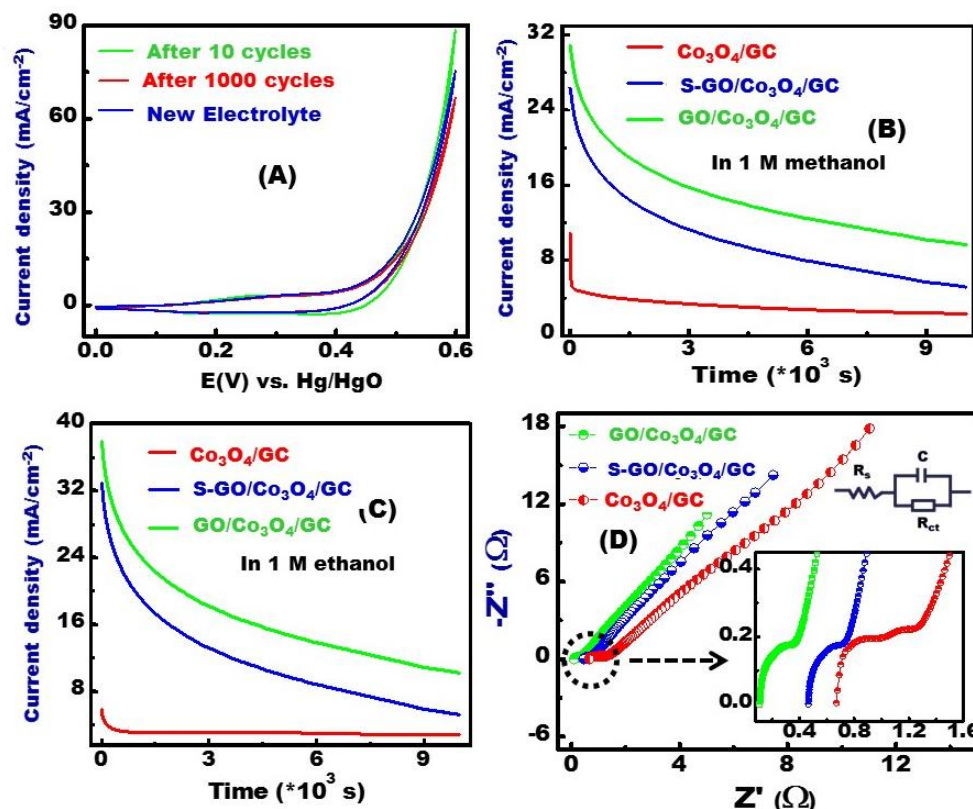 90
60
30
0
Current density (mA/cm⁻²)
After 10 cycles
After 1000 cycles
New Electrolyte
(A)
0.0 0.2 0.4 0.6
E(V) vs. Hg/HgO
32
24
16
8
0
Current density (mA/cm⁻²)
Co₃O₄/GC
S-GO/Co₃O₄/GC
GO/Co₃O₄/GC
(B)
In 1 M methanol
0 3 6 9
Time (*10³ s)
40
32
24
16
8
Current density (mA/cm⁻²)
Co₃O₄/GC
S-GO/Co₃O₄/GC
GO/Co₃O₄/GC
(C)
In 1 M ethanol
0 3 6 9
Time (*10³ s)
18
12
6
0
-6
-Z'' (Ω)
GO/Co₃O₄/GC
S-GO/Co₃O₄/GC
Co₃O₄/GC
(D)
Rₛ
C
R꜀ₜ
0.4
0.2
0.0
0.4 0.8 1.2 1.6
0 4 8 12
Z' (Ω)